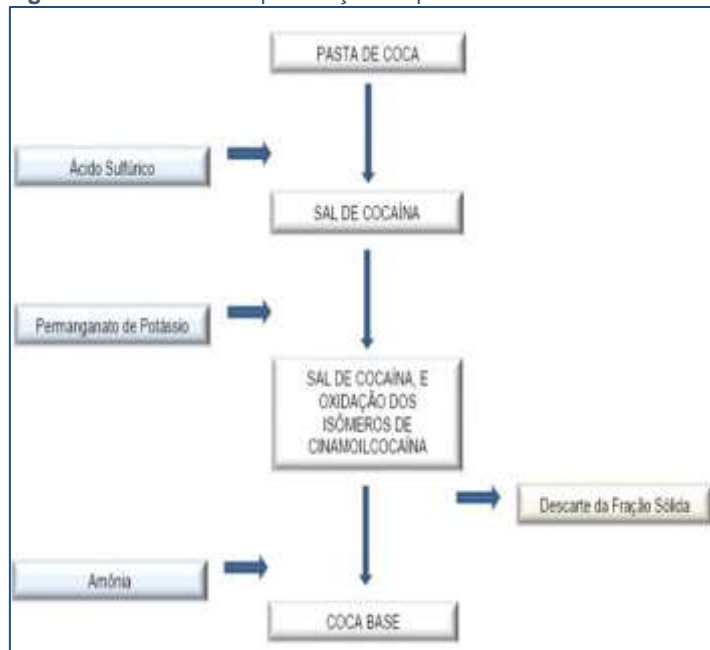 PASTA DE COCA
Ácido Sulfúrico
SAL DE COCAÍNA
Permanganato de Potássio
SAL DE COCAÍNA, E
OXIDAÇÃO DOS
ISÔMEROS DE
CINAMOILCOCAÍNA
Descarte da Fração Sólida
Amônia
COCA BASE